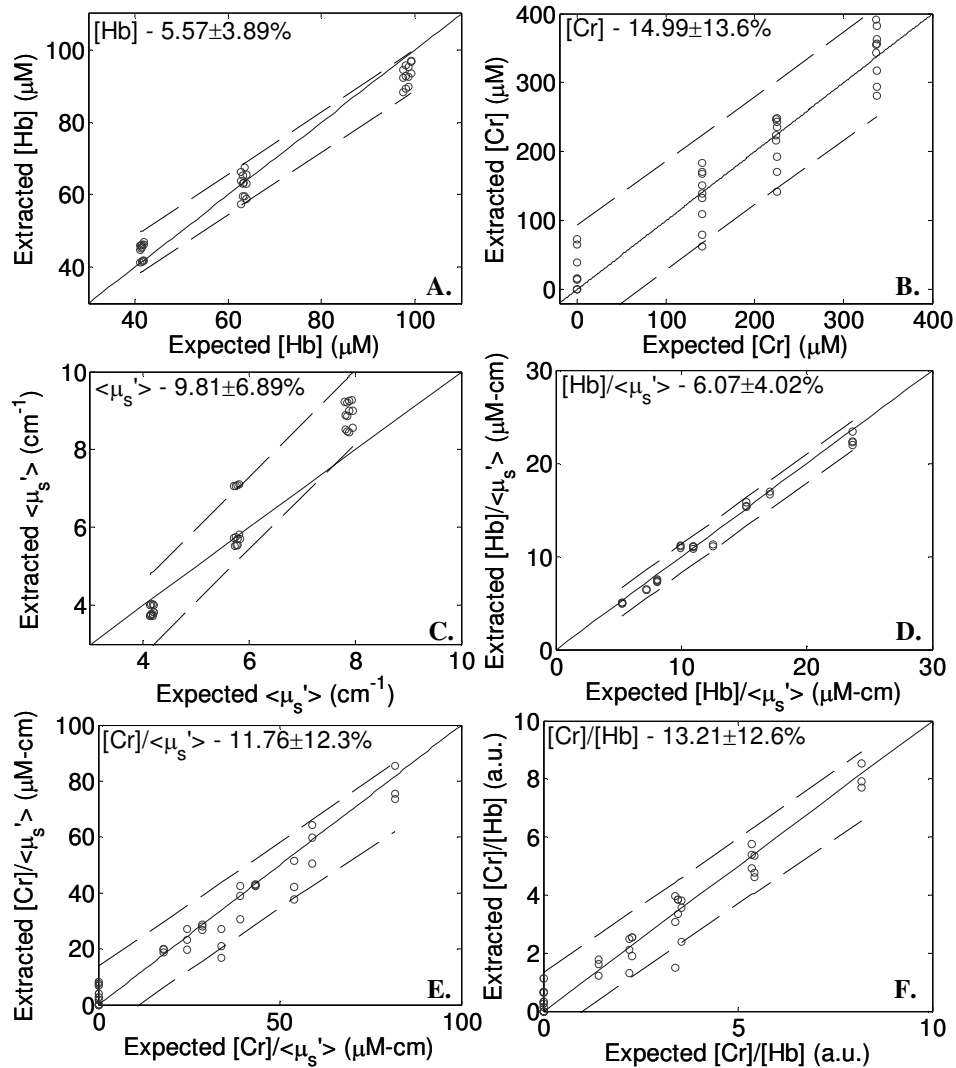 [Hb] - 5.57±3.89%
Extracted [Hb] (μM)
100
80
60
40
40 60 80 100
Expected [Hb] (μM)
A.
[Cr] - 14.99±13.6%
Extracted [Cr] (μM)
400
300
200
100
0
0 100 200 300 400
Expected [Cr] (μM)
B.
<μs'> - 9.81±6.89%
Extracted <μs'> (cm-1)
10
8
6
4
4 6 8 10
Expected <μs'> (cm-1)
C.
[Hb]/<μs'> - 6.07±4.02%
Extracted [Hb]/<μs'> (μM-cm)
30
20
10
0
0 10 20 30
Expected [Hb]/<μs'> (μM-cm)
D.
[Cr]/<μs'> - 11.76±12.3%
Extracted [Cr]/<μs'> (μM-cm)
100
80
60
40
20
0
0 50 100
Expected [Cr]/<μs'> (μM-cm)
E.
[Cr]/[Hb] - 13.21±12.6%
Extracted [Cr]/[Hb] (a.u.)
10
8
6
4
2
0
0 5 10
Expected [Cr]/[Hb] (a.u.)
F.